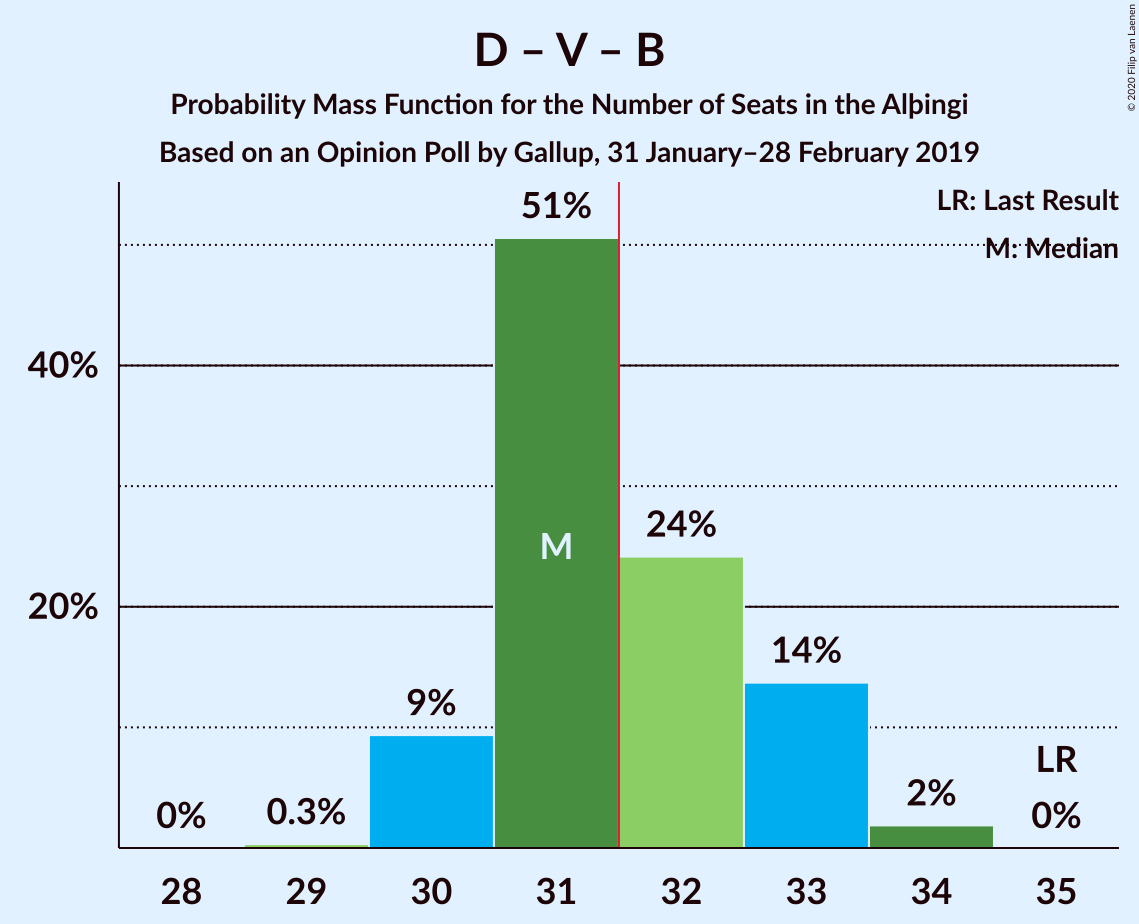 D – V – B
Probability Mass Function for the Number of Seats in the Alþingi
Based on an Opinion Poll by Gallup, 31 January–28 February 2019
© 2020 Filip van Laenen
LR: Last Result
M: Median
40%
20%
0%
0.3%
9%
51%
M
24%
14%
2%
LR
0%
28 29 30 31 32 33 34 35